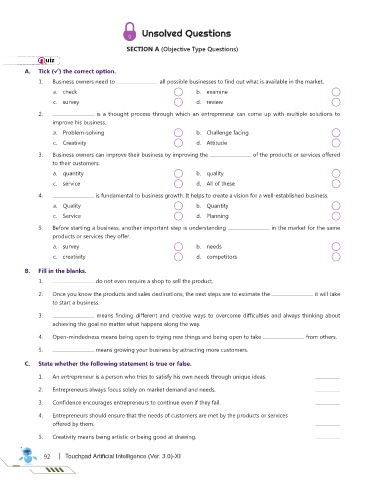 Unsolved Questions
SECTION A (Objective Type Questions)
Quiz
A. Tick (✓) the correct option.
1. Business owners need to .......................... all possible businesses to find out what is available in the market.
a. check
b. examine
c. survey
d. review
2. .......................... is a thought process through which an entrepreneur can come up with multiple solutions to
improve his business.
a. Problem-solving
b. Challenge facing
c. Creativity
d. Attitude
3. Business owners can improve their business by improving the .......................... of the products or services offered
to their customers.
a. quantity
b. quality
c. service
d. All of these
4. .......................... is fundamental to business growth. It helps to create a vision for a well-established business.
a. Quality
b. Quantity
c. Service
d. Planning
5. Before starting a business, another important step is understanding .......................... in the market for the same
products or services they offer.
a. survey
b. needs
c. creativity
d. competitors
B. Fill in the blanks.
1. .......................... do not even require a shop to sell the product.
2. Once you know the products and sales destinations, the next steps are to estimate the .......................... it will take
to start a business.
3. .......................... means finding different and creative ways to overcome difficulties and always thinking about
achieving the goal no matter what happens along the way.
4. Open-mindedness means being open to trying new things and being open to take .......................... from others.
5. .......................... means growing your business by attracting more customers.
C. State whether the following statement is true or false.
1. An entrepreneur is a person who tries to satisfy his own needs through unique ideas. ................
2. Entrepreneurs always focus solely on market demand and needs. ................
3. Confidence encourages entrepreneurs to continue even if they fail. ................
4. Entrepreneurs should ensure that the needs of customers are met by the products or services
offered by them. ................
5. Creativity means being artistic or being good at drawing. ................
92 | Touchpad Artificial Intelligence (Ver. 3.0)-XI